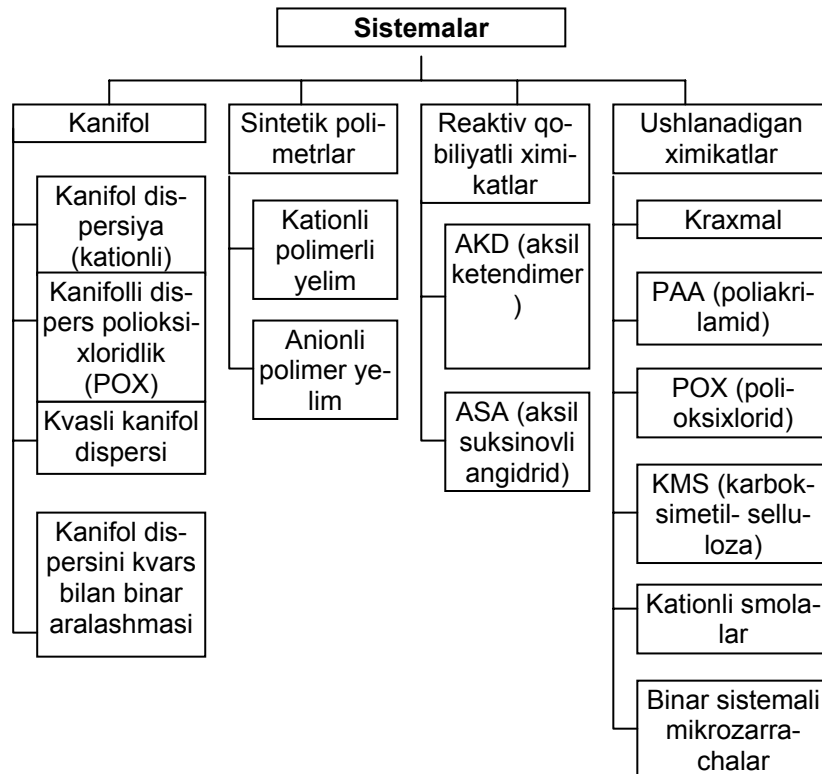 Sistemalar
Kanifol
Kanifol dis-
persiya
(kationli)
Kanifolli dis-
pers polioksi-
xloridlik
(POX)
Kvasli kanifol
dispersi
Kanifol dis-
persini kvars
bilan binar
aralashmasi
Sintetik poli-
metrlar
Kationli
polimerli
yelim
Anionli
polimer ye-
lim
Reaktiv qo-
biliyatli ximi-
katlar
AKD (aksil
ketendimer
)
ASA (aksil
suksinovli
angidrid)
Ushlanadigan
ximikatlar
Kraxmal
PAA (poliakri-
lamid)
POX (poli-
oksixlorid)
KMS (karbok-
simetil- sellu-
loza)
Kationli smola-
lar
Binar sistemali
mikrozarra-
chalar